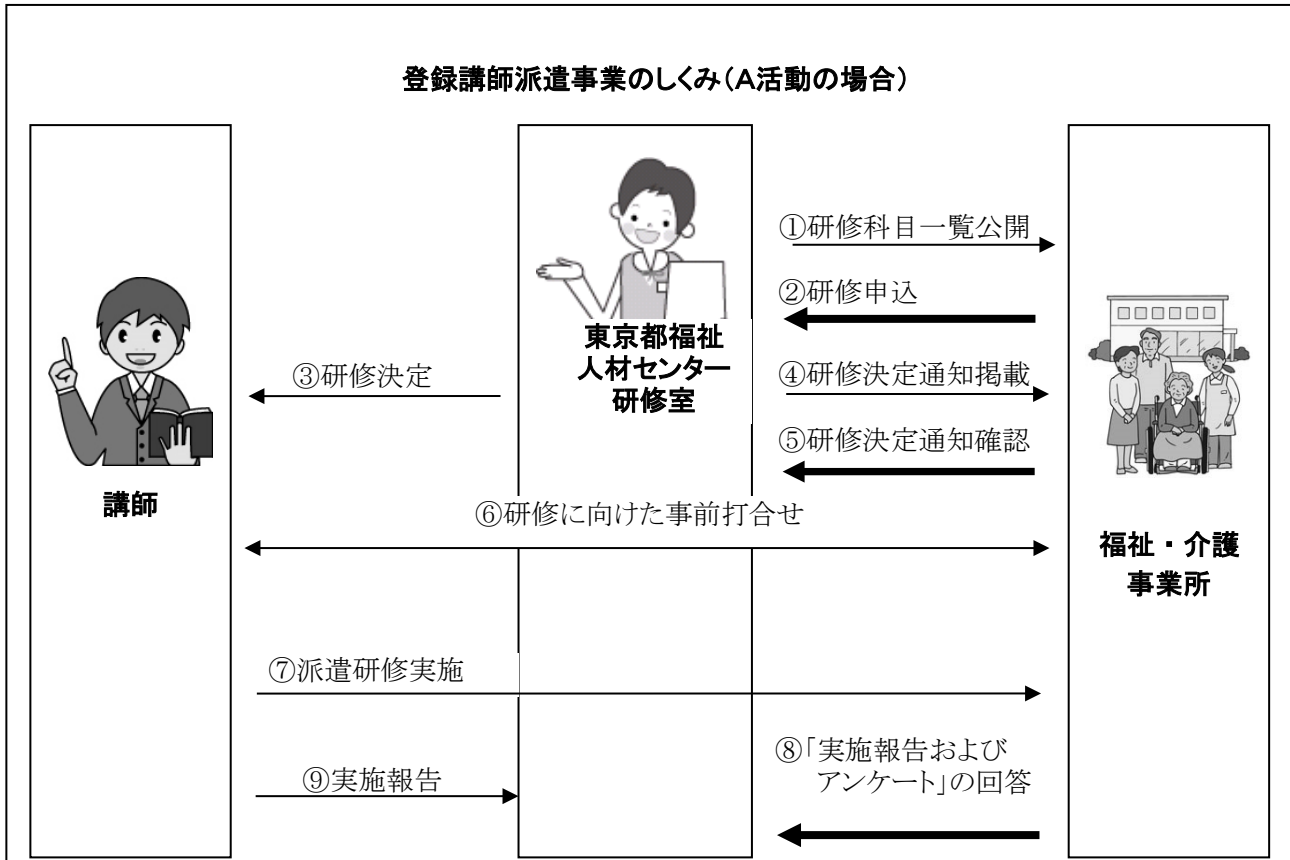 登録講師派遣事業のしくみ（A活動の場合）
①研修科目一覧公開
②研修申込
東京都福祉
人材センター
研修室
③研修決定
④研修決定通知掲載
⑤研修決定通知確認
講師
⑥研修に向けた事前打合せ
福祉・介護
事業所
⑦派遣研修実施
⑧「実施報告および
アンケート」の回答
⑨実施報告